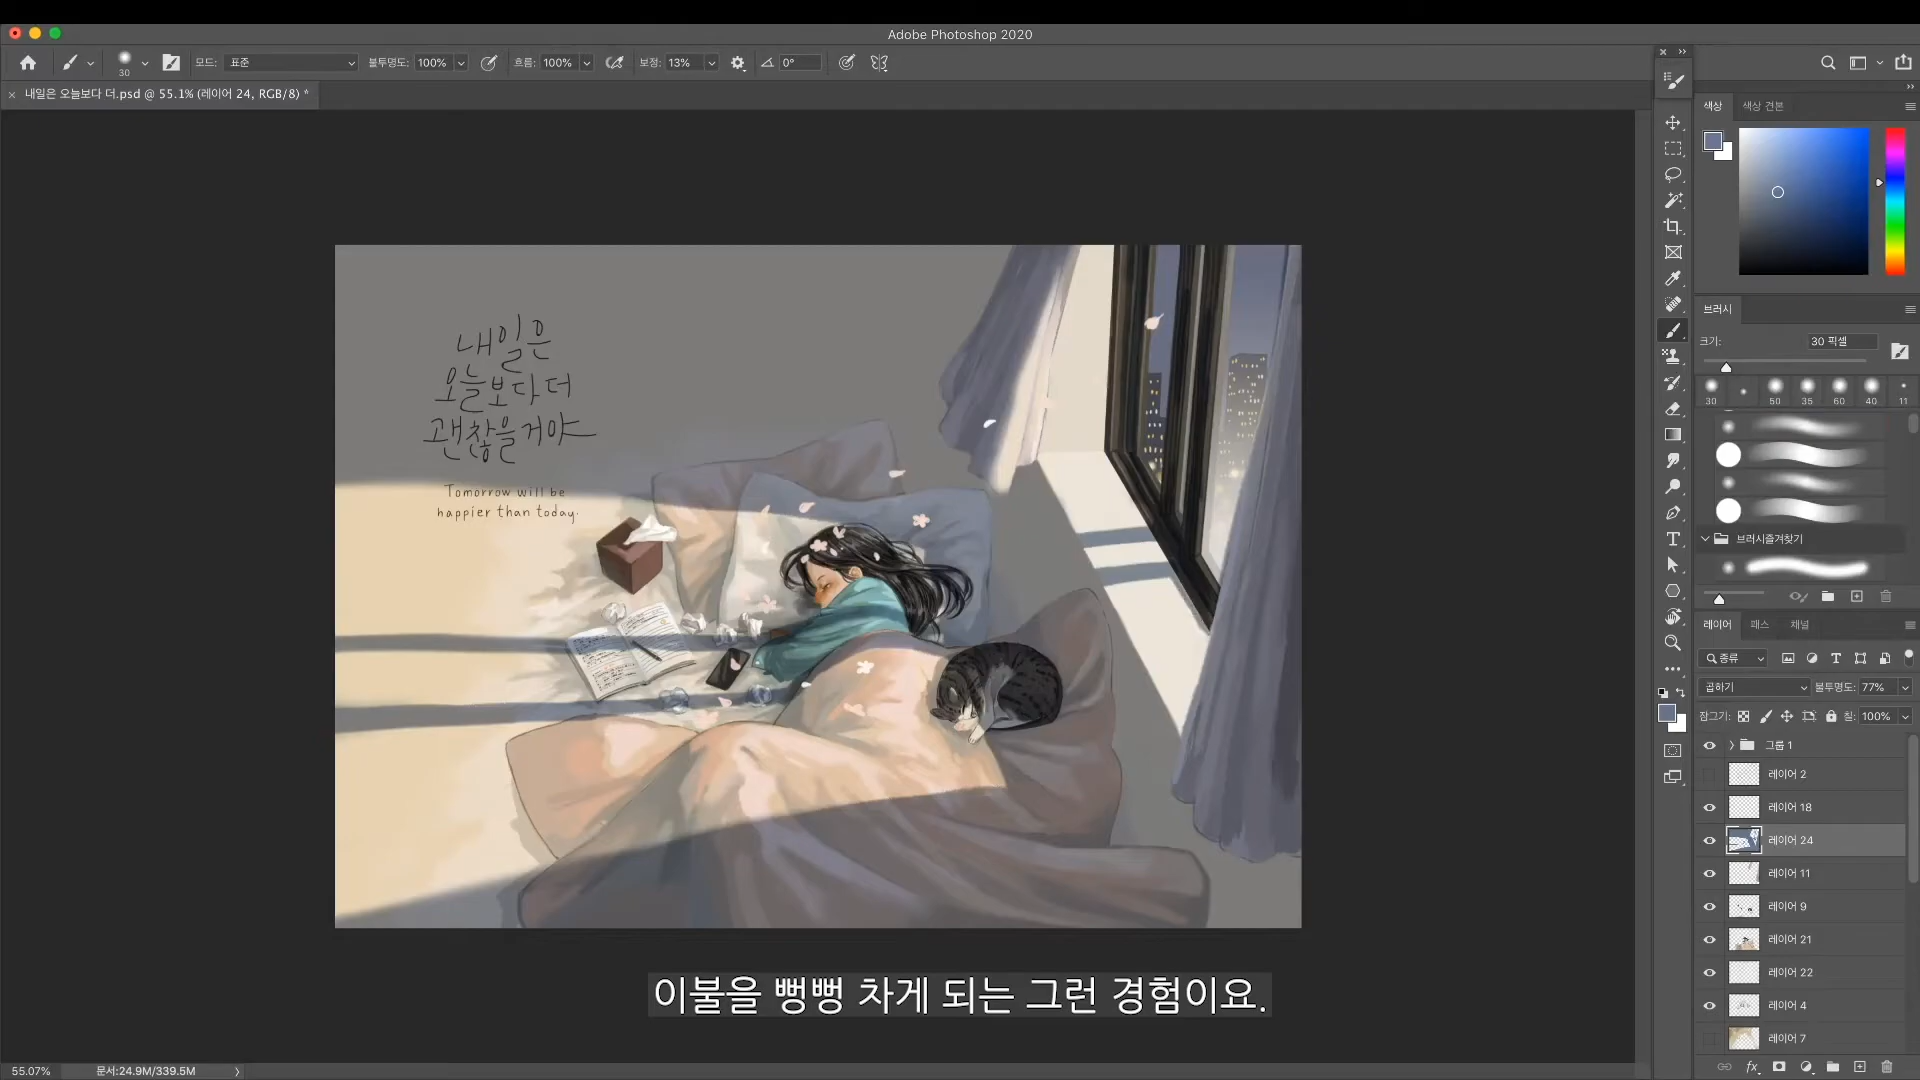 Adobe Photoshop 2020
30
모드:
표준
불투명도: 100%
흐름: 100%
보정: 13%
0°
내일은 오늘보다 더.psd @ 55.1% (레이어 24, RGB/8) *
색상
색상 견본
브러시
크기:
30 픽셀
30
50
35
60
40
11
브러시즐겨찾기
레이어
패스
채널
종류
곱하기
불투명도: 77%
잠그기:
칠: 100%
그룹 1
레이어 2
레이어 18
레이어 24
레이어 11
레이어 9
레이어 21
레이어 22
레이어 4
레이어 7
fx
내일은
오늘보다 더
괜찮을거야
Tomorrow will be
happier than today.
이불을 뻥뻥 차게 되는 그런 경험이요.
55.07%
문서:24.9M/339.5M